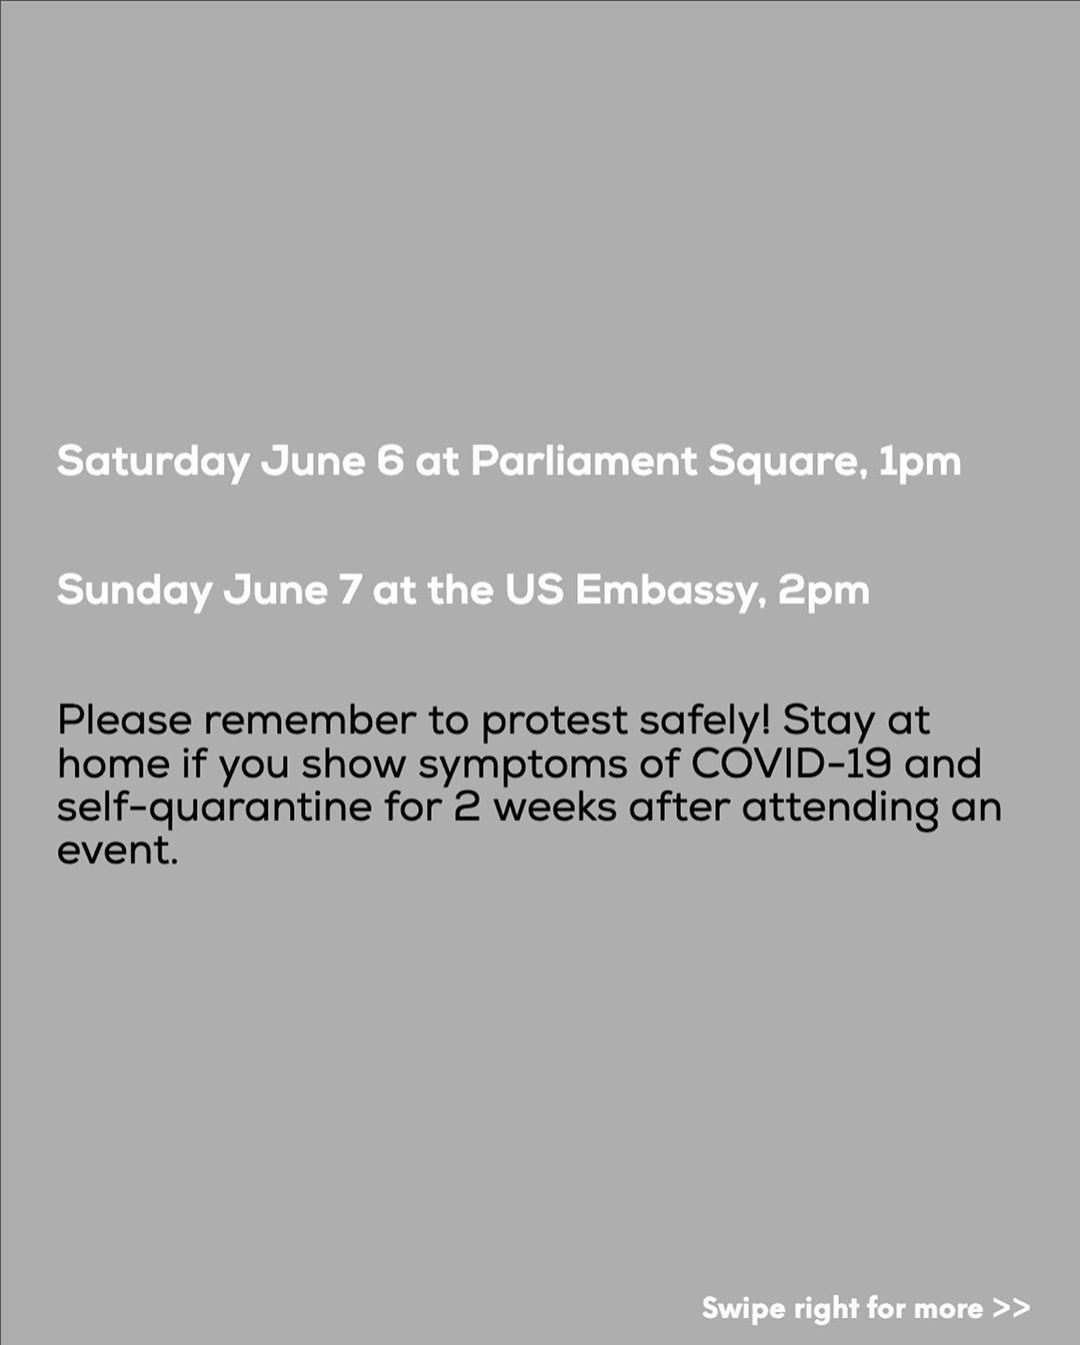 Saturday June 6 at Parliament Square, 1pm
Sunday June 7 at the US Embassy, 2pm
Please remember to protest safely! Stay at
home if you show symptoms of COVID-19 and
self-quarantine for 2 weeks after attending an
event.
Swipe right for more >>